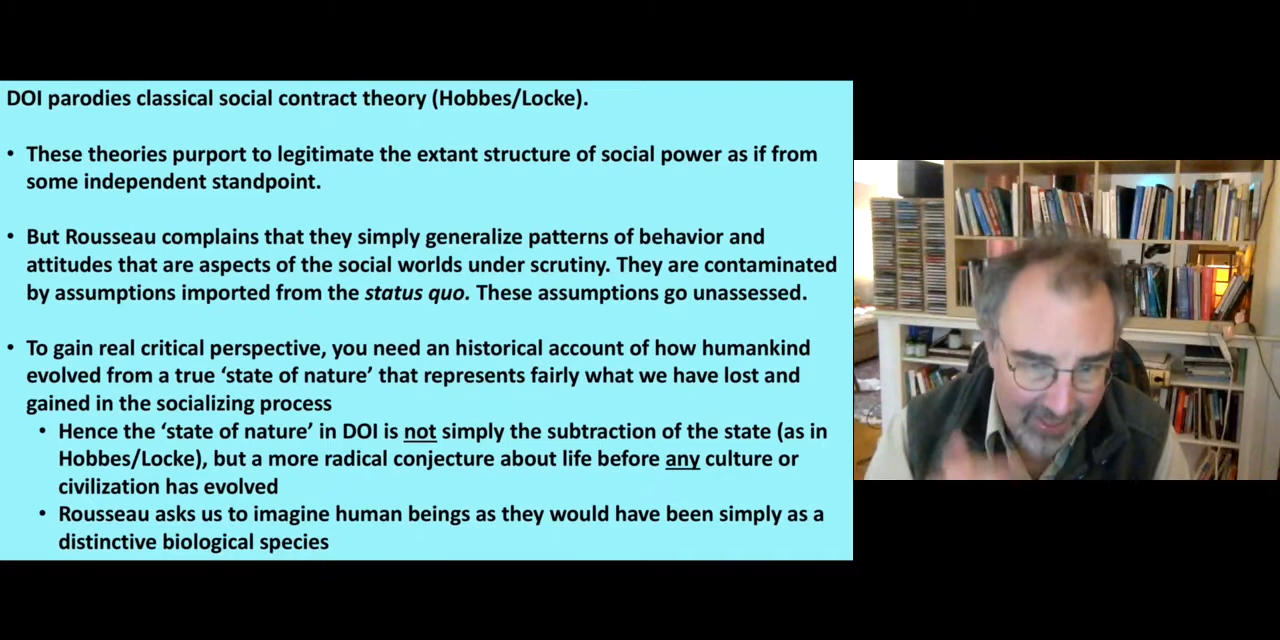 DOI parodies classical social contract theory (Hobbes/Locke).
• These theories purport to legitimate the extant structure of social power as if from
some independent standpoint.
• But Rousseau complains that they simply generalize patterns of behavior and
attitudes that are aspects of the social worlds under scrutiny. They are contaminated
by assumptions imported from the status quo. These assumptions go unassessed.
• To gain real critical perspective, you need an historical account of how humankind
evolved from a true ‘state of nature’ that represents fairly what we have lost and
gained in the socializing process
• Hence the ‘state of nature’ in DOI is not simply the subtraction of the state (as in
Hobbes/Locke), but a more radical conjecture about life before any culture or
civilization has evolved
• Rousseau asks us to imagine human beings as they would have been simply as a
distinctive biological species